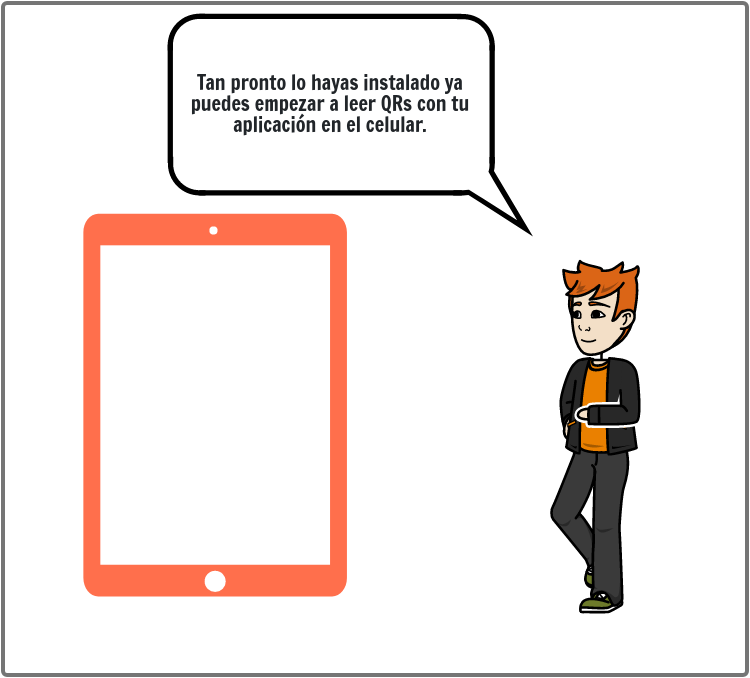 Tan pronto lo hayas instalado ya
puedes empezar a leer QRs con tu
aplicación en el celular.